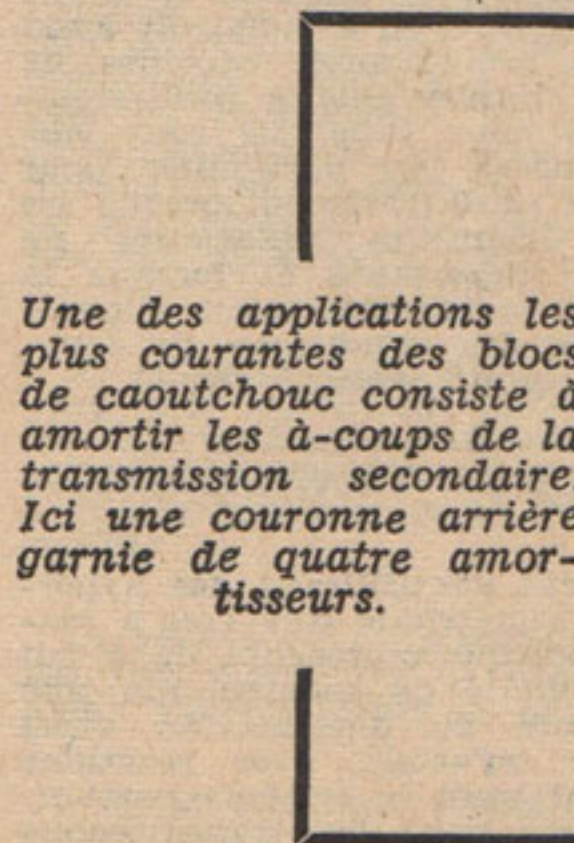 Une des applications les
plus courantes des blocs
de caoutchouc consiste à
amortir les à-coups de la
transmission secondaire.
Ici une couronne arrière
garnie de quatre amor-
tisseurs.